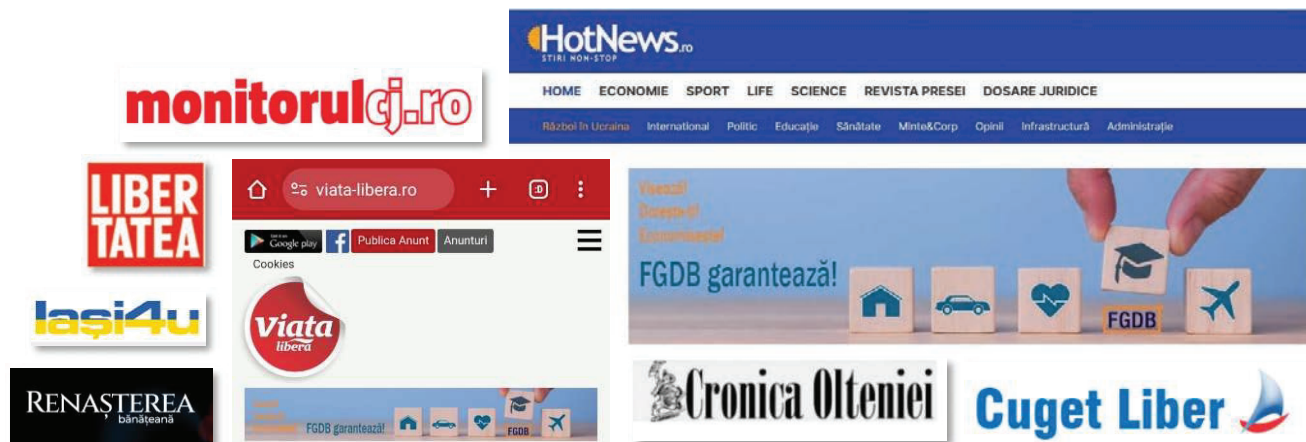 HotNews.ro
STIRI NON-STOP
HOME ECONOMIE SPORT LIFE SCIENCE REVISTA PRESEI DOSARE JURIDICE
Război în Ucraina International Politic Educație Sănătate Minte&Corp Opinii Infrastructură Administrație
monitorulcj.ro
LIBER
TATEA
viata-libera.ro
Google play
Publica Anunt Anunturi
Cookies
Viața
liberă
FGDB garantează!
FGDB
Visează!
Dorește!
Economisește!
FGDB garantează!
FGDB
Iași4u
RENAȘTEREA
bănățeană
Cronica Olteniei
Cuget Liber